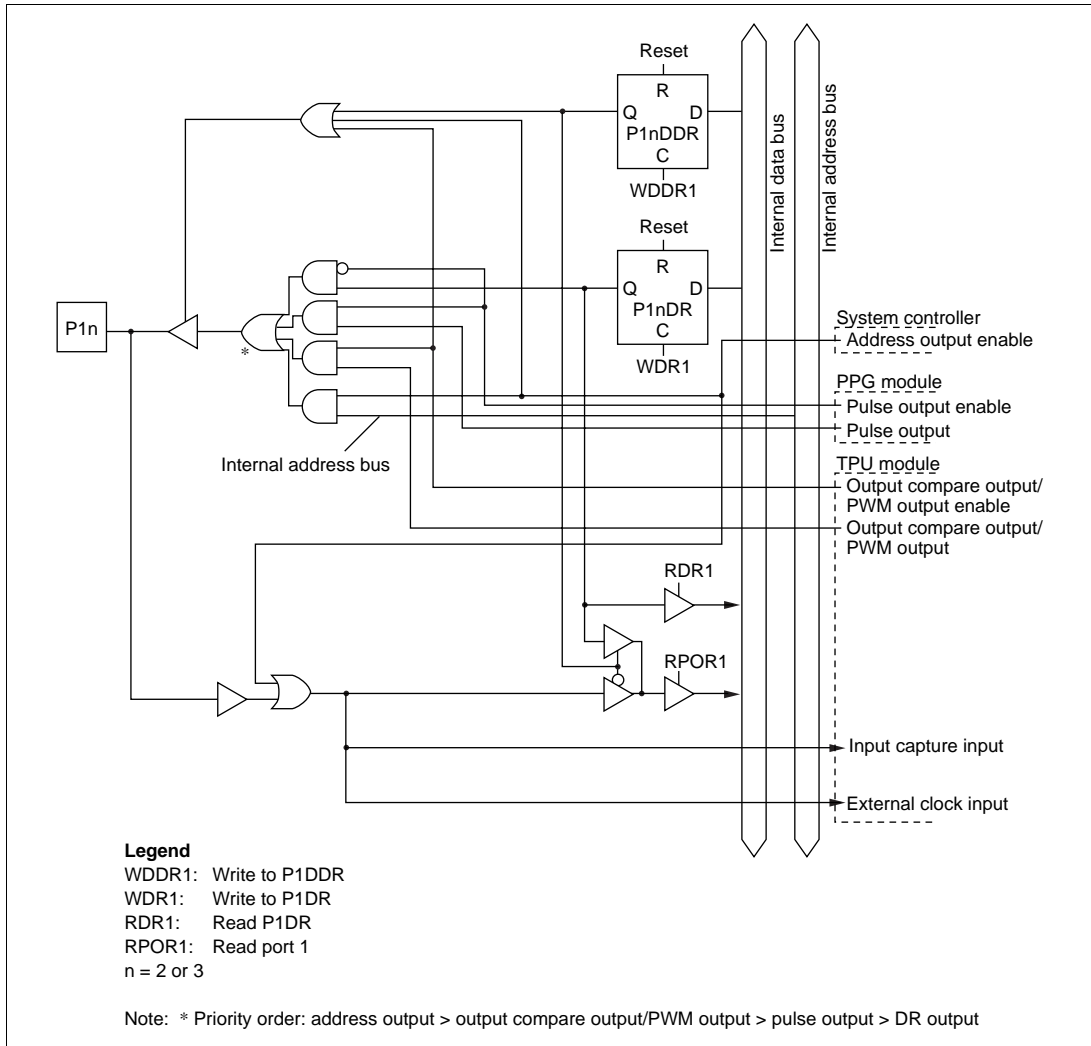 Reset
R
Q D
P1nDDR
C
WDDR1
Reset
R
Q D
P1nDR
C
WDR1
Internal data bus
Internal address bus
P1n
*
System controller
Address output enable
PPG module
Pulse output enable
Pulse output
Internal address bus
TPU module
Output compare output/
PWM output enable
Output compare output/
PWM output
RDR1
RPOR1
Input capture input
External clock input
Legend
WDDR1: Write to P1DDR
WDR1: Write to P1DR
RDR1: Read P1DR
RPOR1: Read port 1
n = 2 or 3
Note: * Priority order: address output > output compare output/PWM output > pulse output > DR output